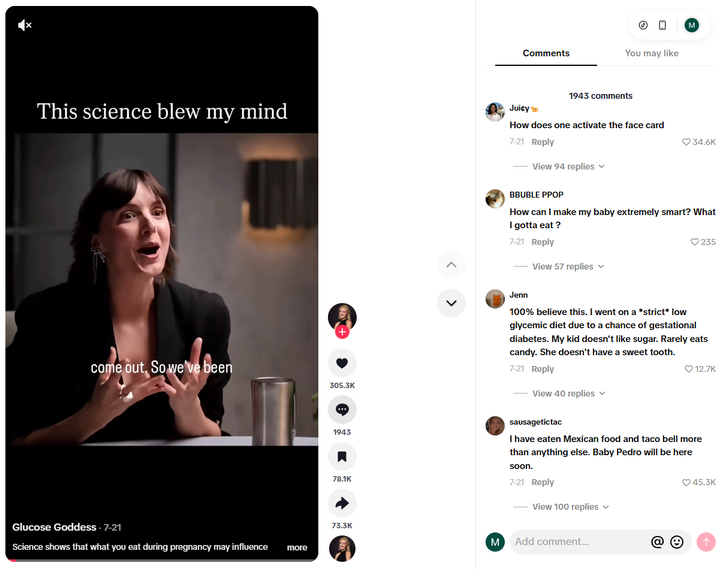 This science blew my mind
come out. So we've been
Glucose Goddess · 7-21
Science shows that what you eat during pregnancy may influence more
305.3K
1943
78.1K
73.3K
M
Comments
You may like
1943 comments
Juicy
How does one activate the face card
7-21 Reply 34.6K
View 94 replies
BBUBLE PPOP
How can I make my baby extremely smart? What
I gotta eat ?
7-21 Reply 235
View 57 replies
Jenn
100% believe this. I went on a *strict* low
glycemic diet due to a chance of gestational
diabetes. My kid doesn't like sugar. Rarely eats
candy. She doesn't have a sweet tooth.
7-21 Reply 12.7K
View 40 replies
sausagetictac
I have eaten Mexican food and taco bell more
than anything else. Baby Pedro will be here
soon.
7-21 Reply 45.3K
View 100 replies
M
Add comment... @